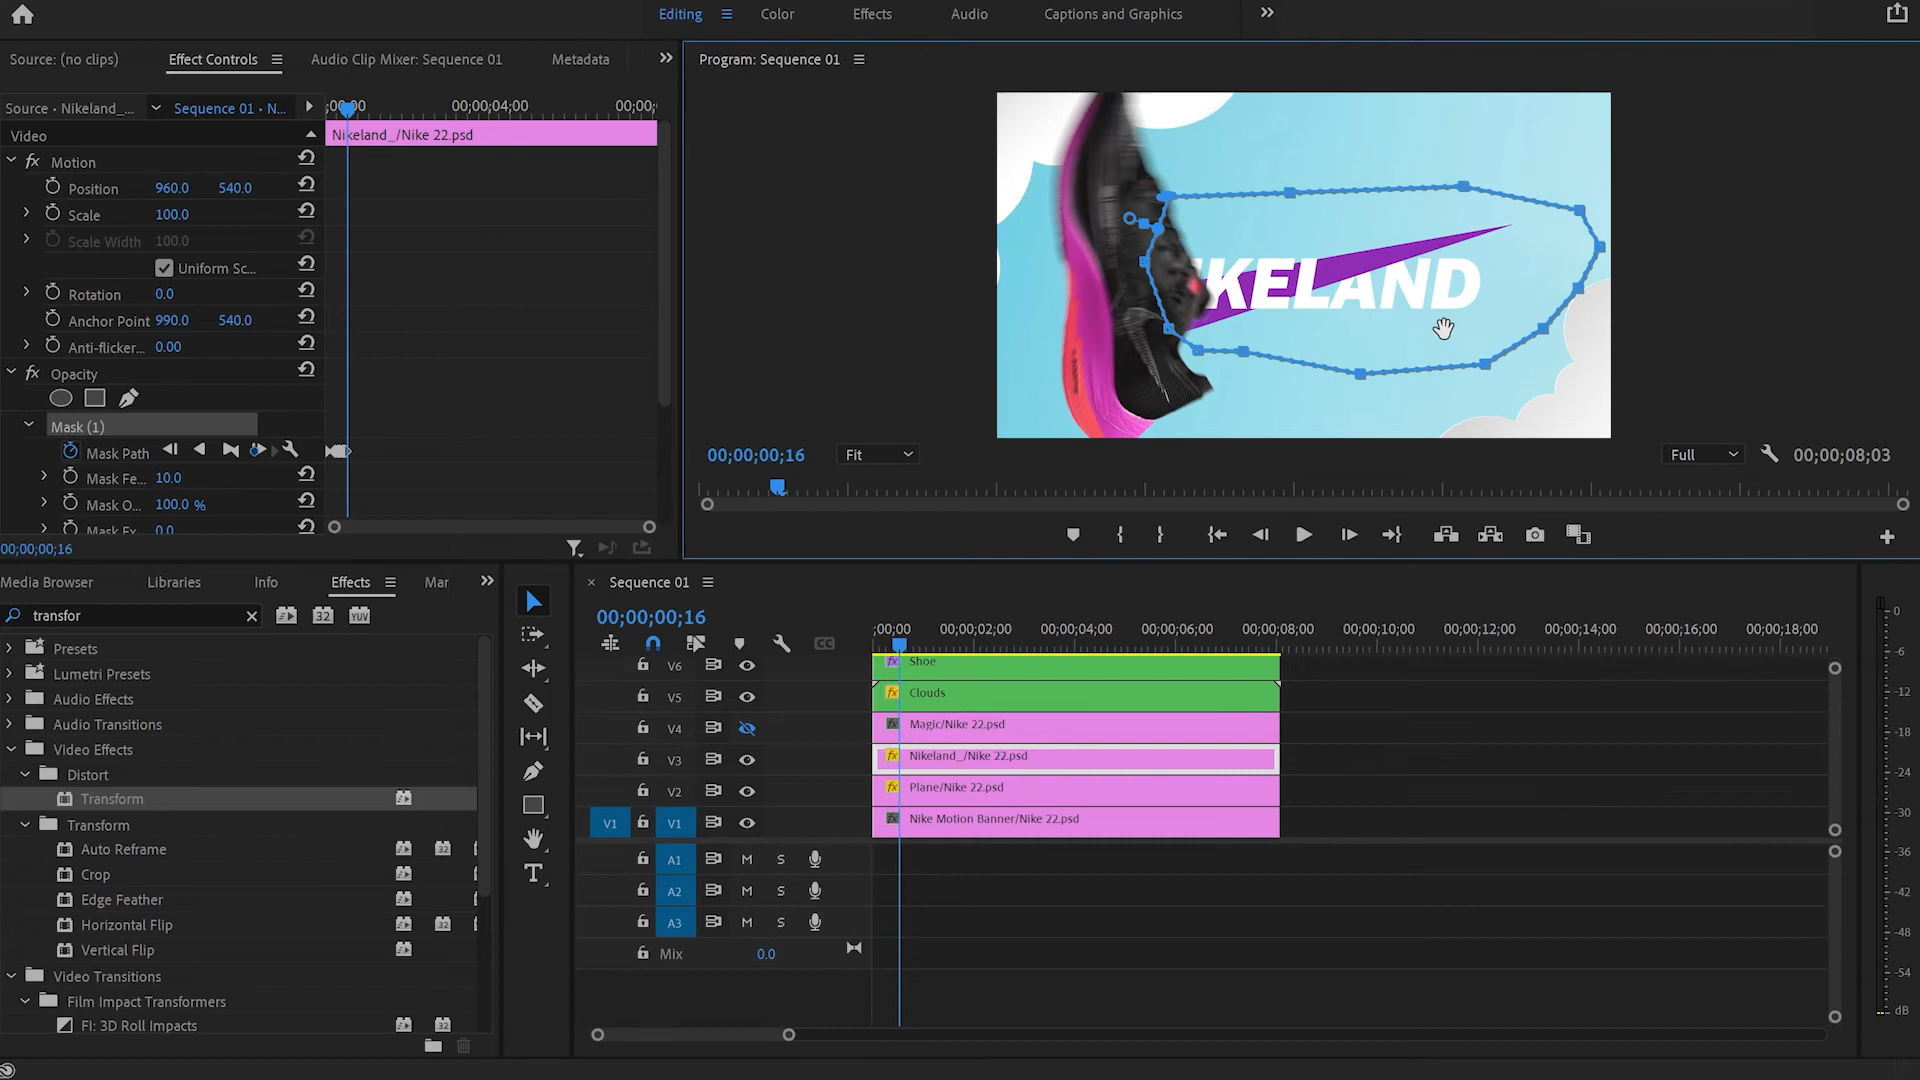 Editing
Color
Effects
Audio
Captions and Graphics
Source: (no clips)
Effect Controls
Audio Clip Mixer: Sequence 01
Metadata
Program: Sequence 01
Source • Nikeland_...
Sequence 01 • N...
;00;00
00;00;04;00
00;00;
Video
Nikeland_/Nike 22.psd
Motion
Position 960.0 540.0
Scale 100.0
Scale Width 100.0
Uniform Sc...
Rotation 0.0
Anchor Point 990.0 540.0
Anti-flicker... 0.00
Opacity
Mask (1)
Mask Path
Mask Fe... 10.0
Mask O... 100.0 %
Mask Ex 0.0
00;00;00;16
IKELAND
00;00;00;16
Fit
Full
00;00;08;03
Media Browser
Libraries
Info
Effects
Mar
transfor
32
YUV
Presets
Lumetri Presets
Audio Effects
Audio Transitions
Video Effects
Distort
Transform
Transform
Auto Reframe
Crop
Edge Feather
Horizontal Flip
Vertical Flip
Video Transitions
Film Impact Transformers
FI: 3D Roll Impacts
32
T
× Sequence 01
00;00;00;16
;00;00
00;00;02;00
00;00;04;00
00;00;06;00
00;00;08;00
00;00;10;00
00;00;12;00
00;00;14;00
00;00;16;00
00;00;18;00
CC
V6 fx Shoe
V5 fx Clouds
V4 fx Magic/Nike 22.psd
V3 fx Nikeland_/Nike 22.psd
V2 fx Plane/Nike 22.psd
V1 V1 fx Nike Motion Banner/Nike 22.psd
A1 M S
A2 M S
A3 M S
Mix 0.0
0
-6
-12
-18
-24
-30
-36
-42
-48
-54
dB